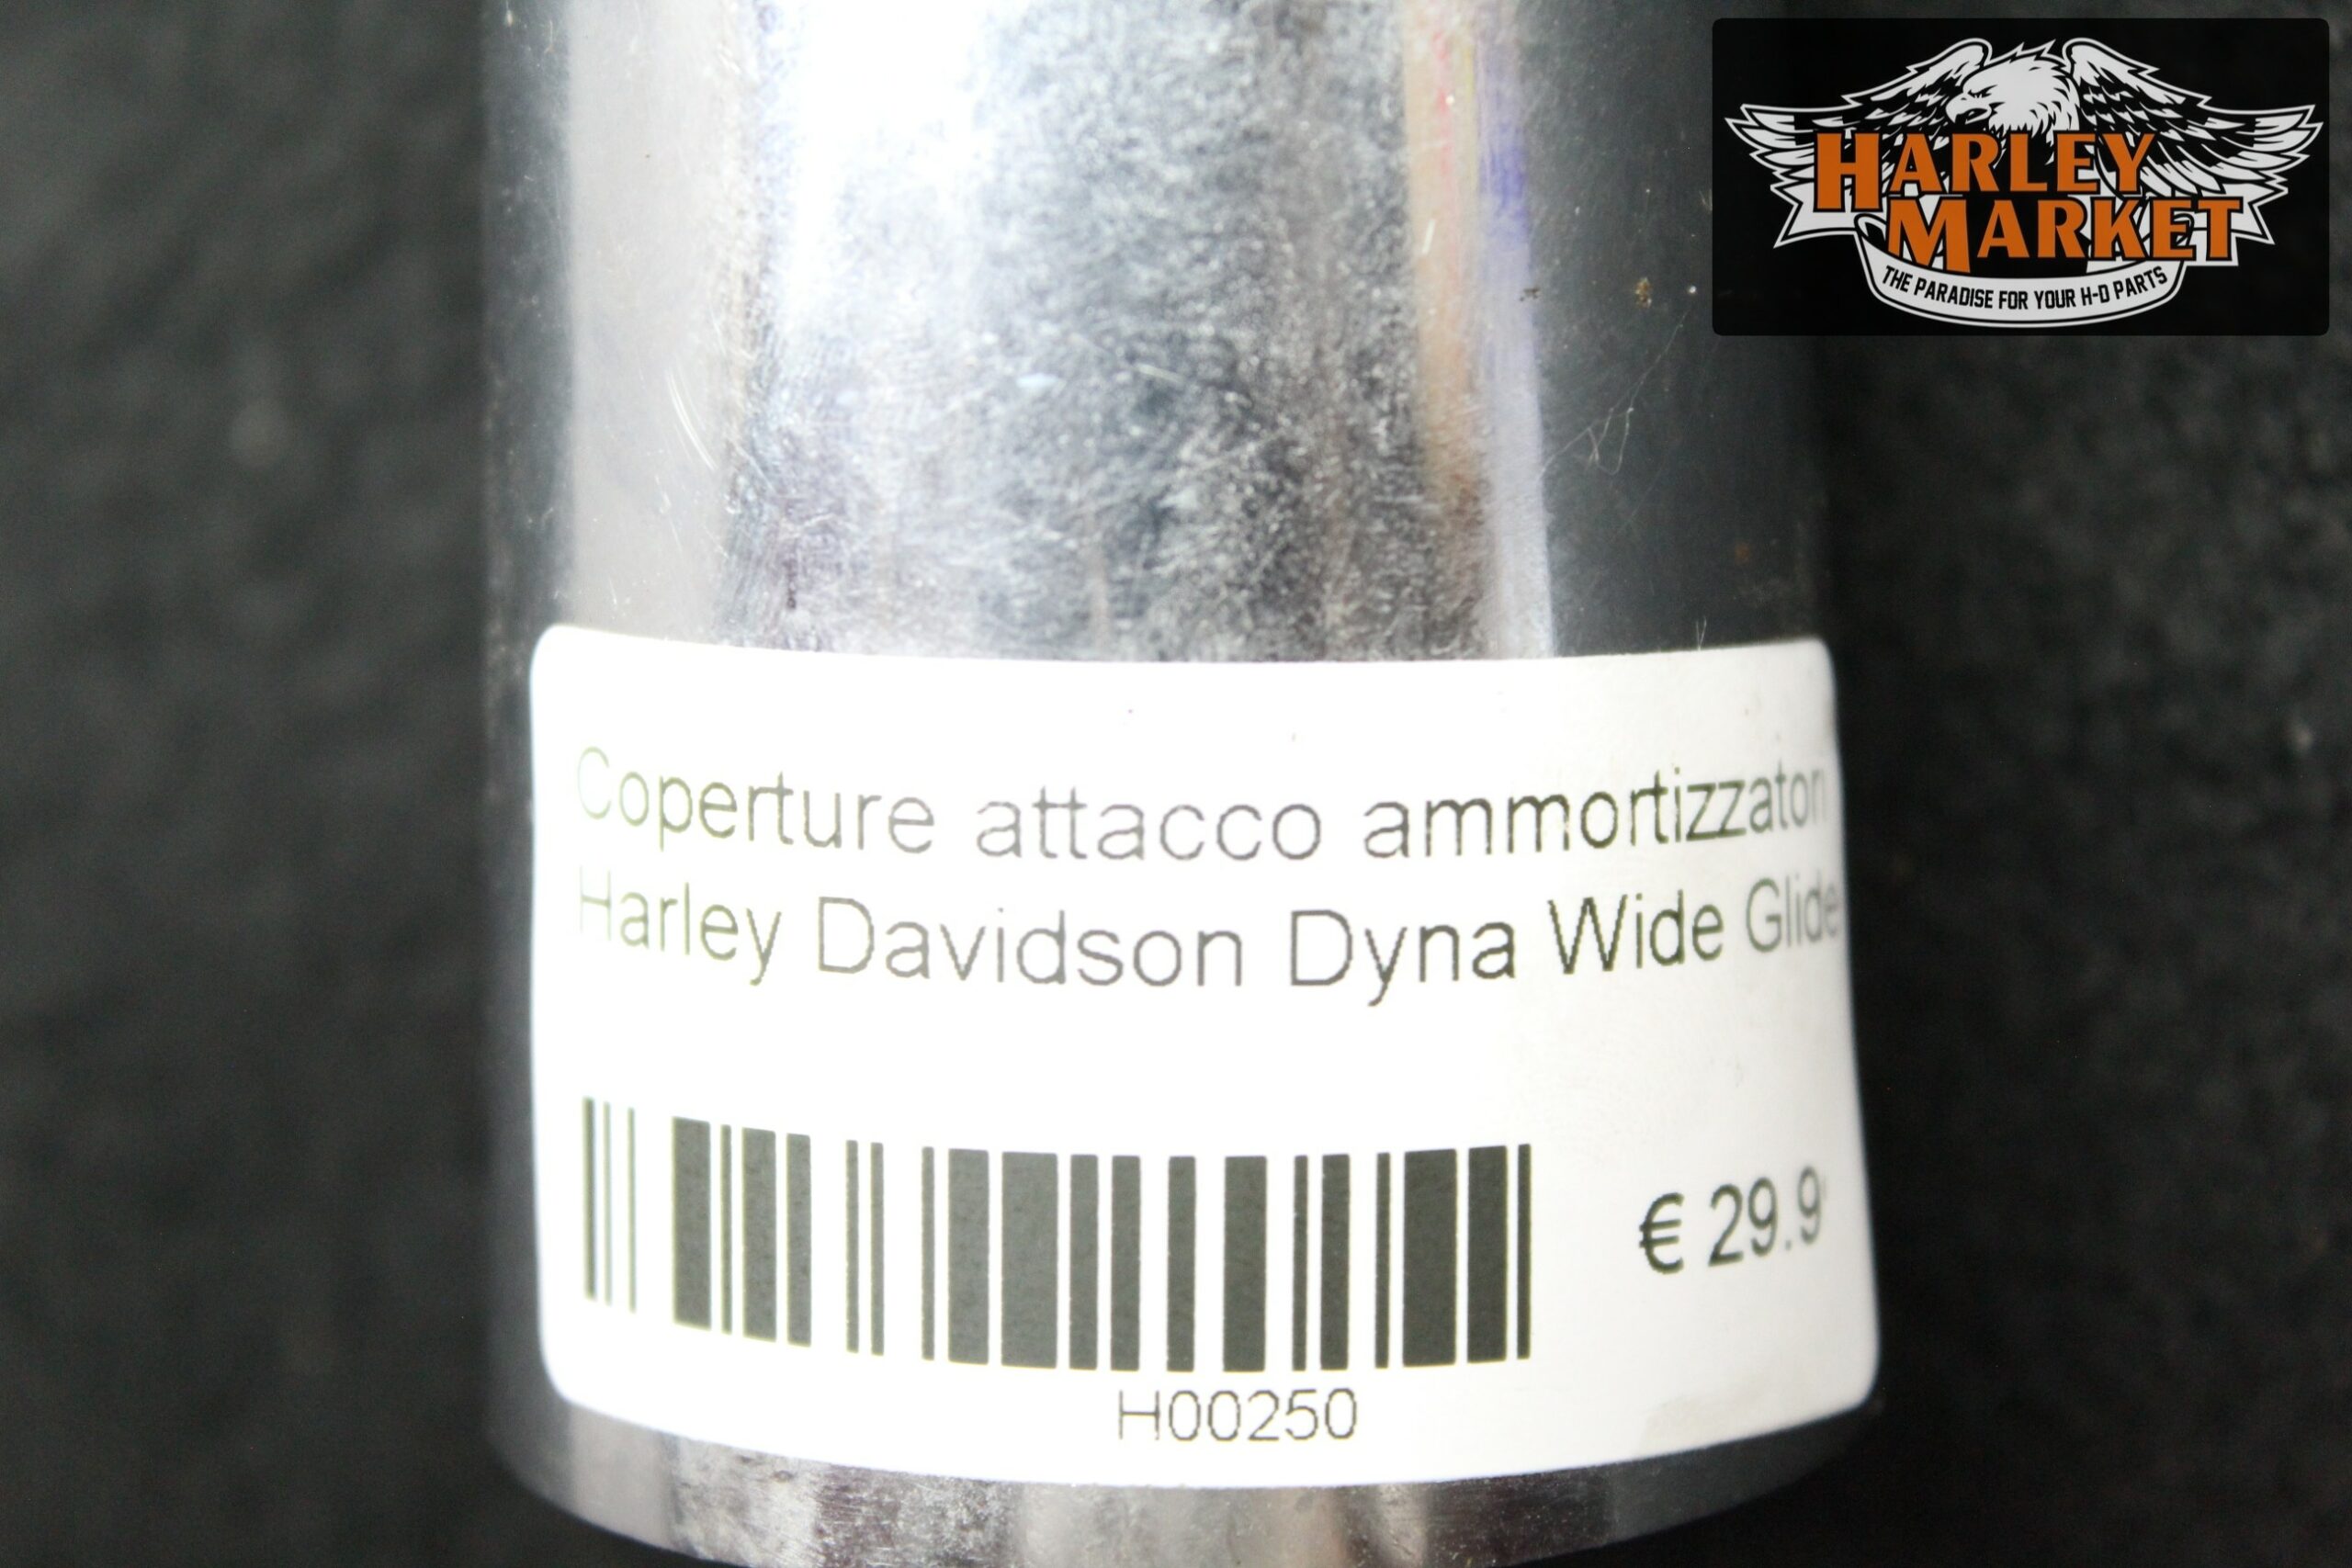 HARLEY
MARKET
THE PARADISE FOR YOUR H-D PARTS
Coperture attacco ammortizzatori
Harley Davidson Dyna Wide Glide
€ 29.9
H00250